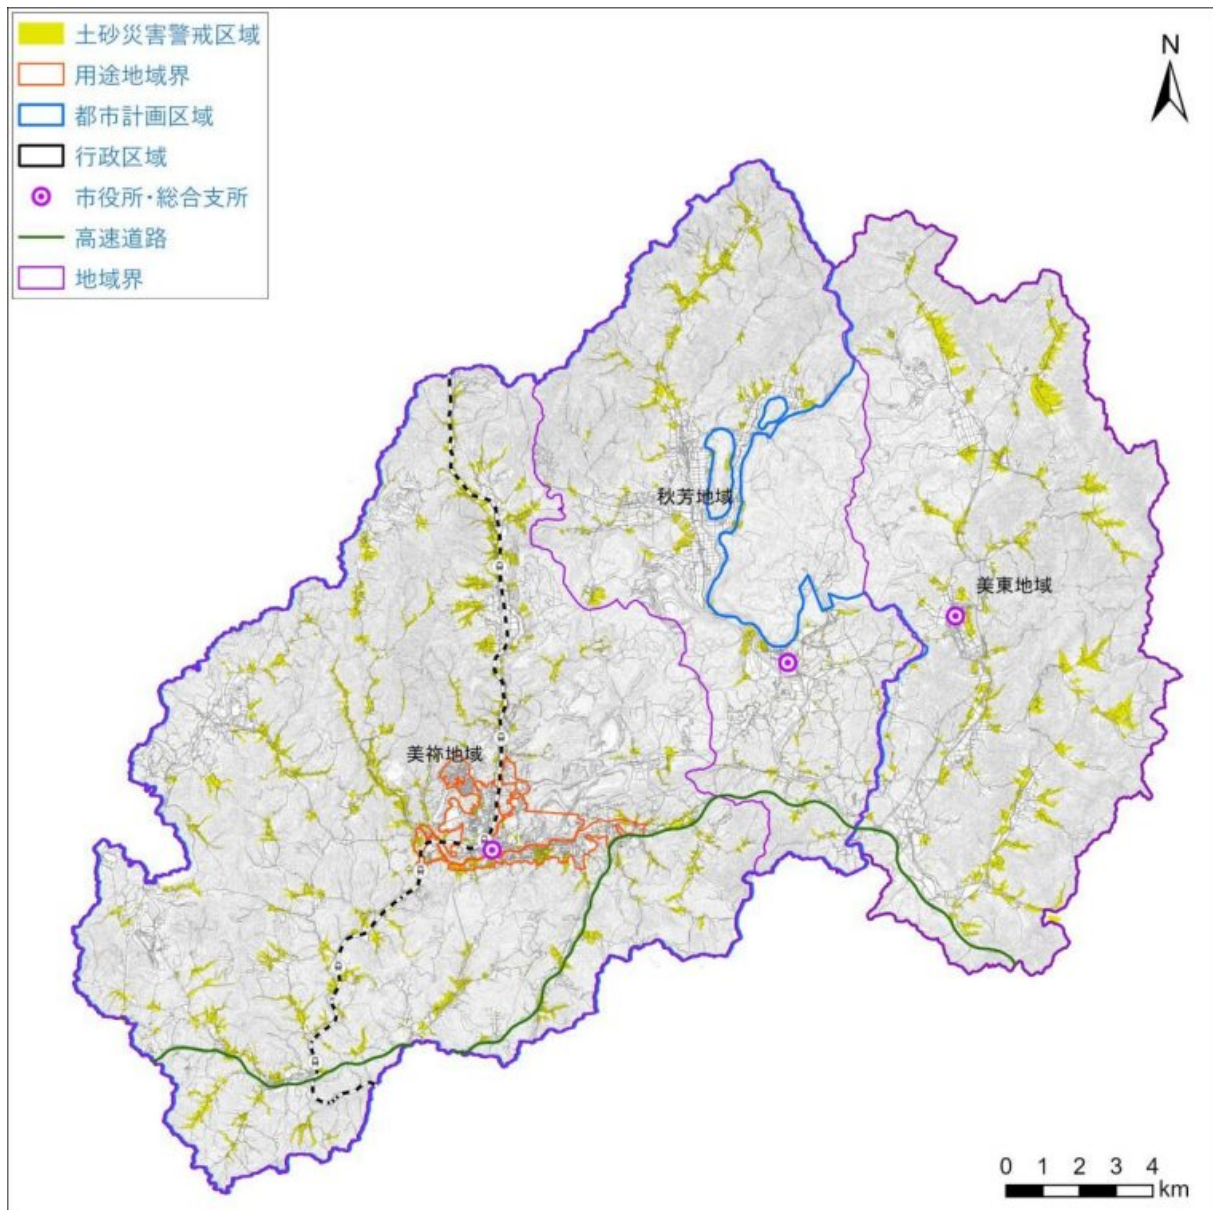 土砂災害警戒区域
用途地域界
都市計画区域
行政区域
市役所・総合支所
高速道路
地域界
N
秋芳地域
美東地域
美祢地域
0 1 2 3 4
km